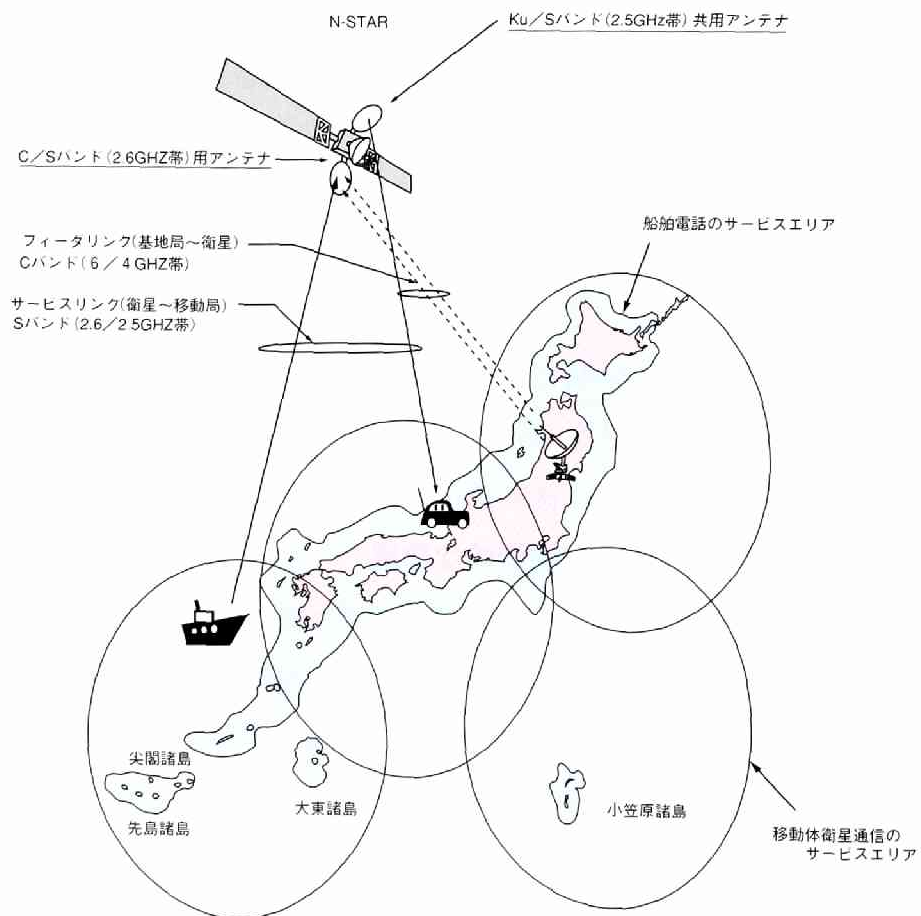 N-STAR
Ku／Sバンド(2.5GHz帯)共用アンテナ
C／Sバンド(2.6GHZ帯)用アンテナ
船舶電話のサービスエリア
フィータリンク(基地局～衛星)
Cバンド(6／4GHZ帯)
サービスリンク(衛星～移動局)
Sバンド(2.6／2.5GHZ帯)
尖閣諸島
先島諸島
大東諸島
小笠原諸島
移動体衛星通信の
サービスエリア